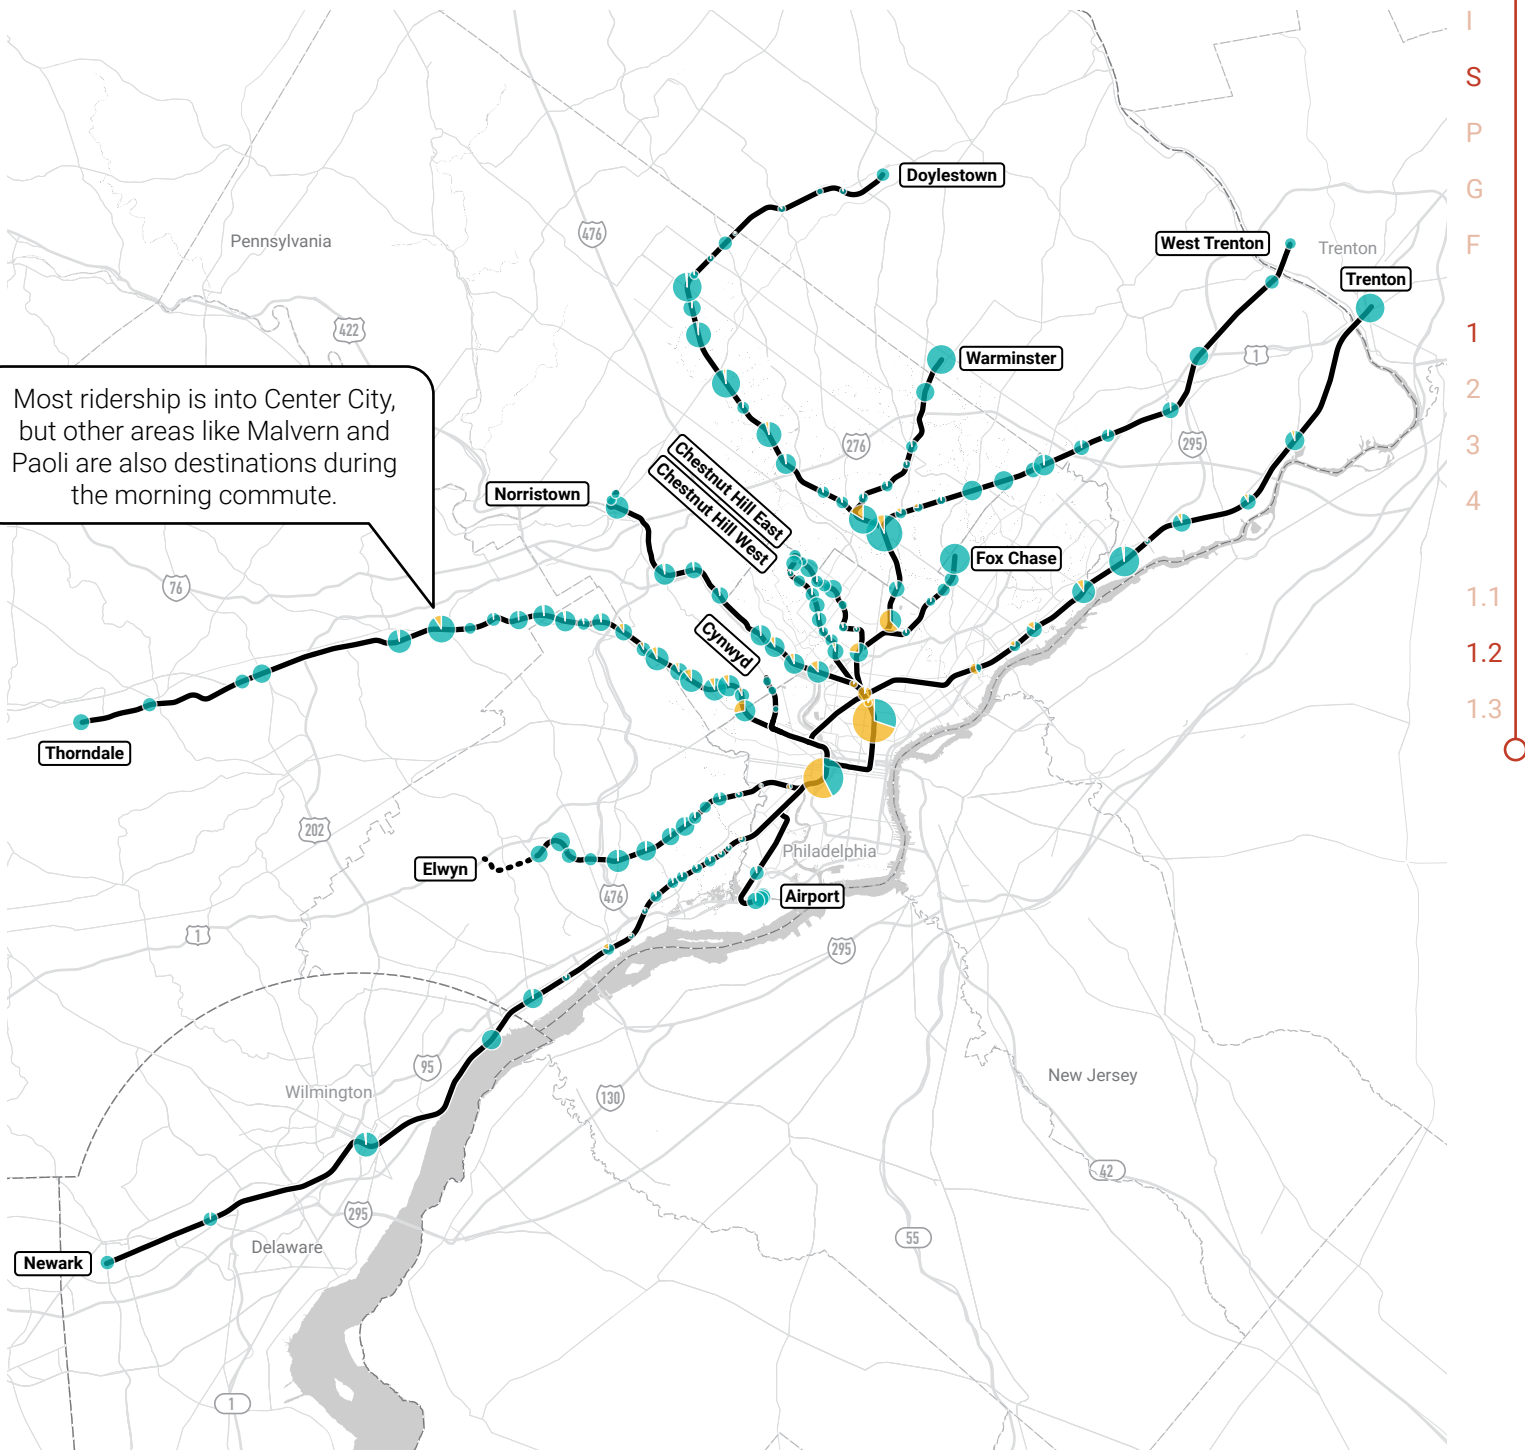 I
S
P
G
F
1
2
3
4
1.1
1.2
1.3
Doylestown
Pennsylvania
476
West Trenton
Trenton
Trenton
422
1
Warminster
Most ridership is into Center City,
but other areas like Malvern and
Paoli are also destinations during
the morning commute.
276
295
Chestnut Hill East
Chestnut Hill West
Norristown
Fox Chase
76
Cynwyd
Thorndale
202
Philadelphia
Elwyn
476
Airport
1
295
95
Wilmington
130
New Jersey
42
295
55
Delaware
Newark
1